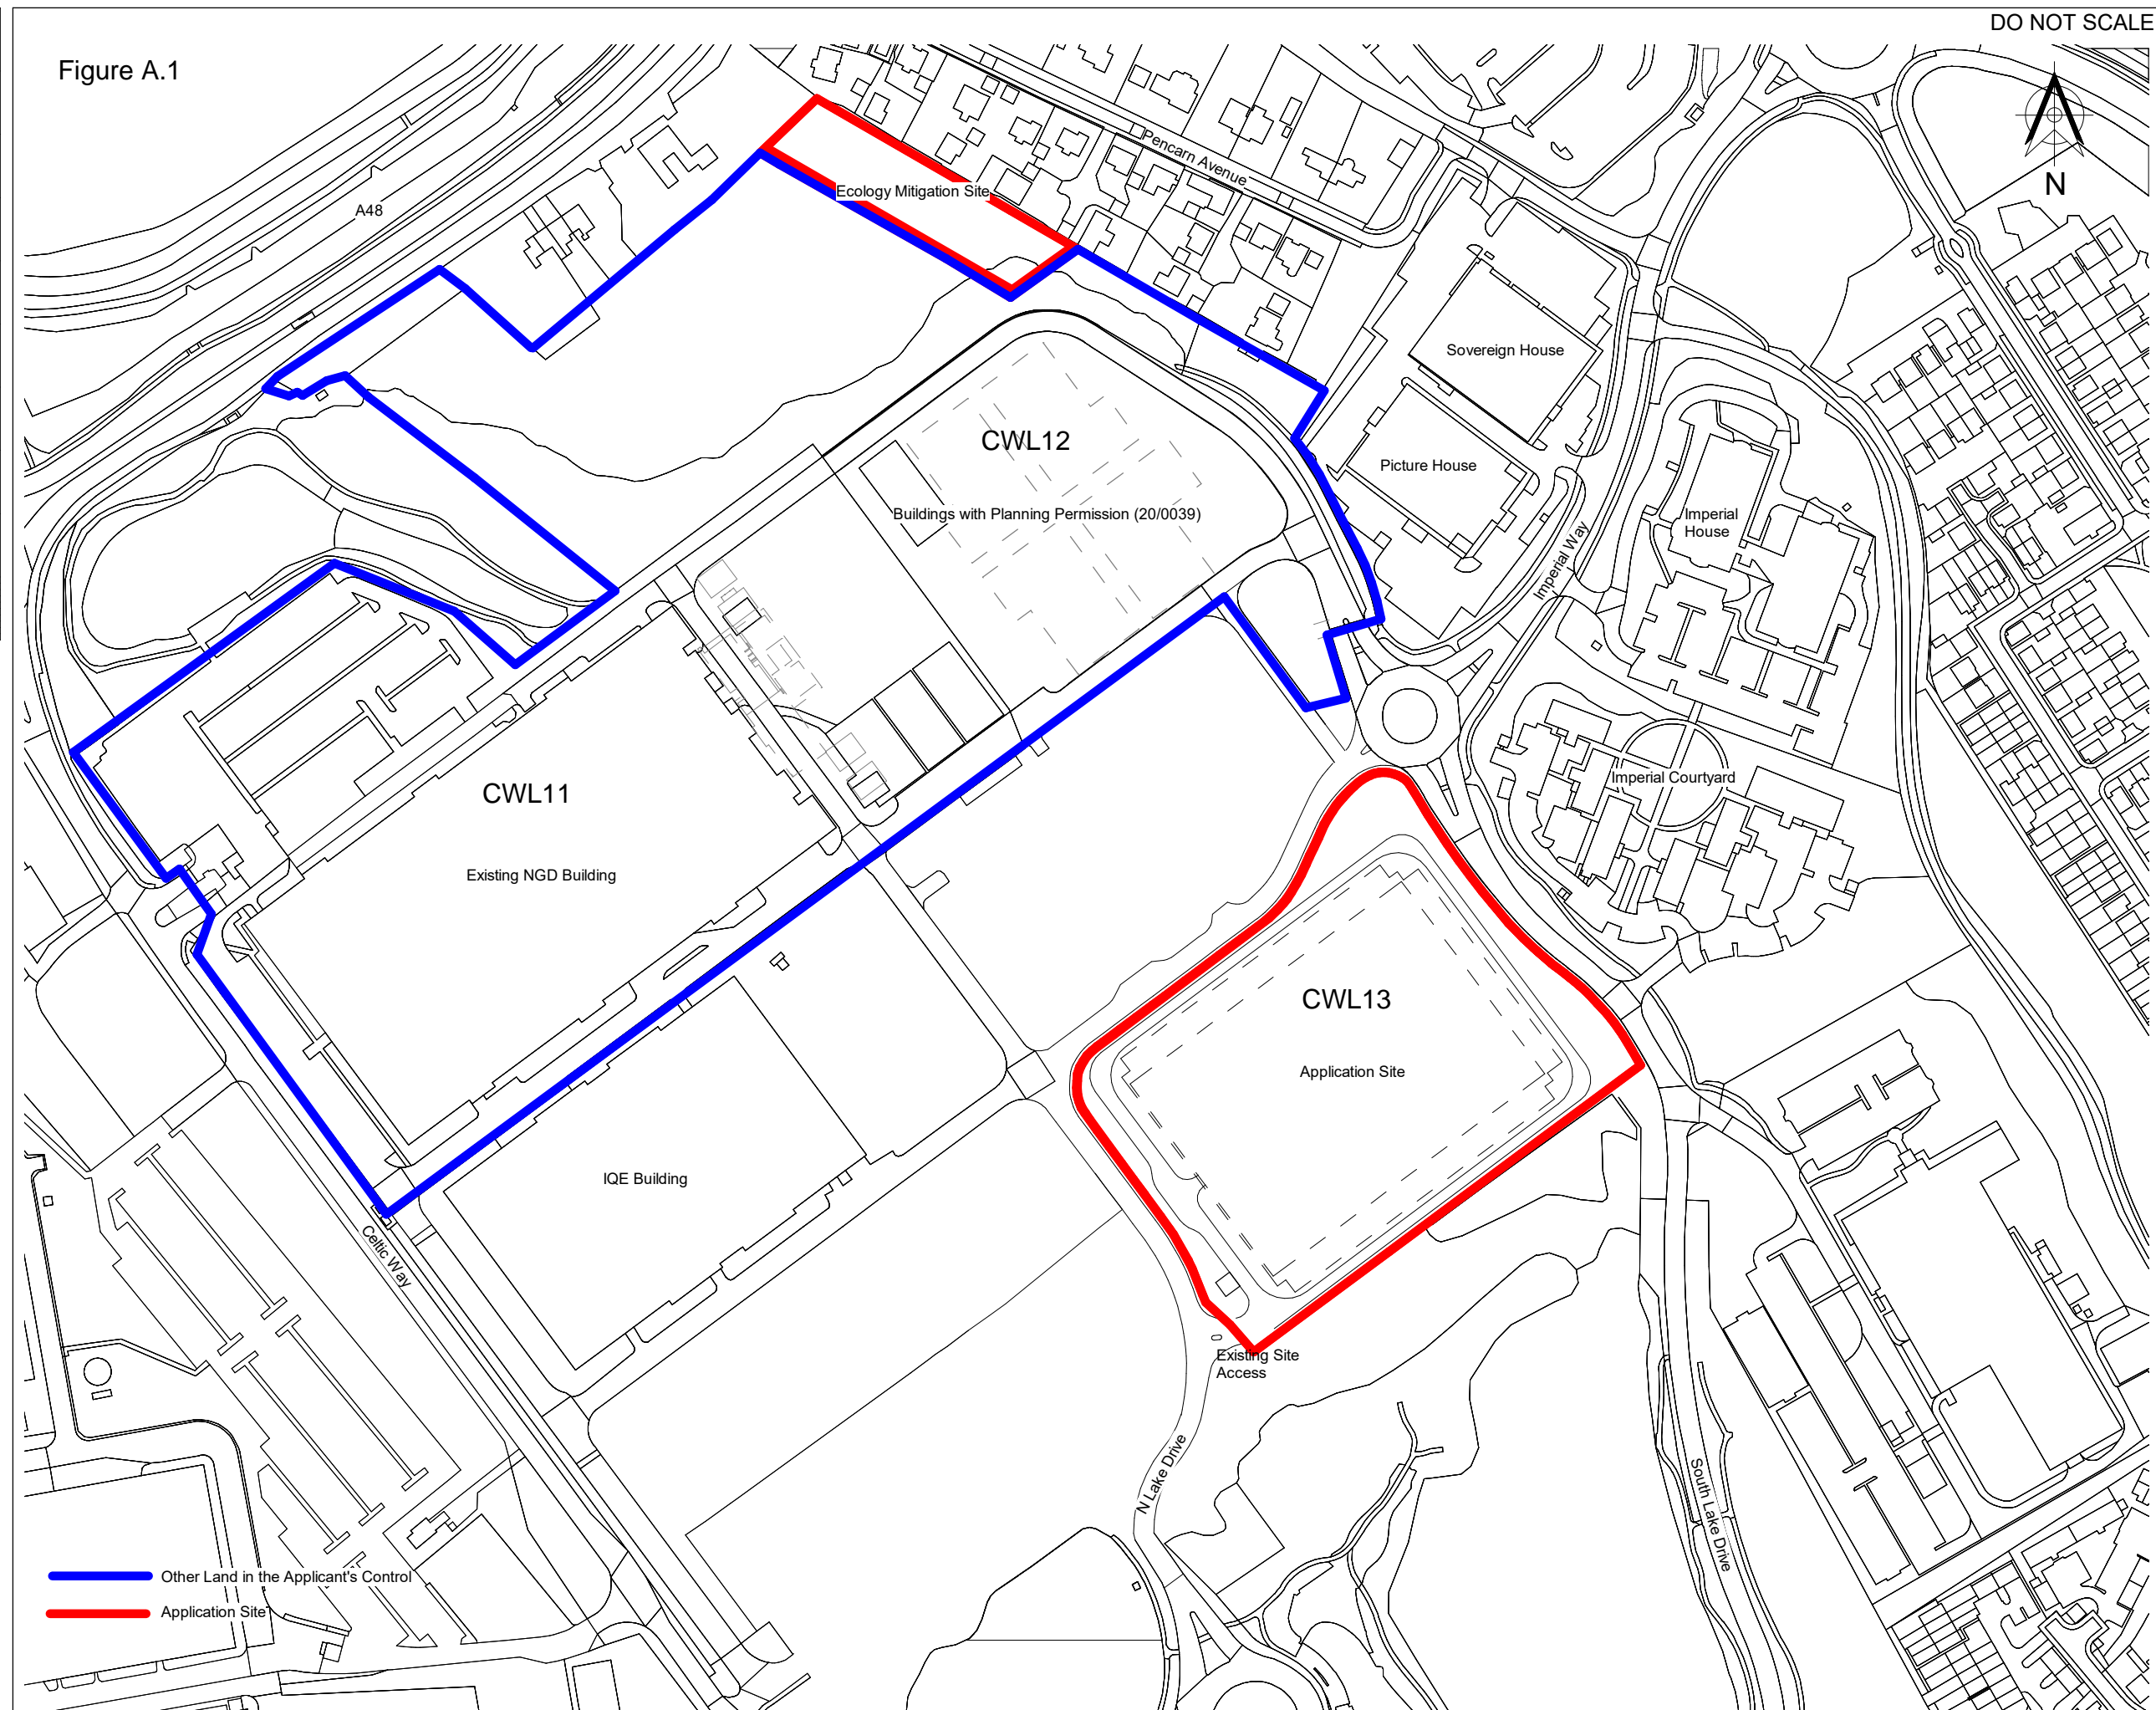 DO NOT SCALE
Figure A.1
Pencarn Avenue
N
Ecology Mitigation Site
A48
Sovereign House
CWL12
Picture House
Buildings with Planning Permission (20/0039)
Imperial
House
Imperial Way
Imperial Courtyard
CWL11
Existing NGD Building
CWL13
Application Site
IQE Building
Celtic Way
Existing Site
Access
N Lake Drive
South Lake Drive
Other Land in the Applicant's Control
Application Site